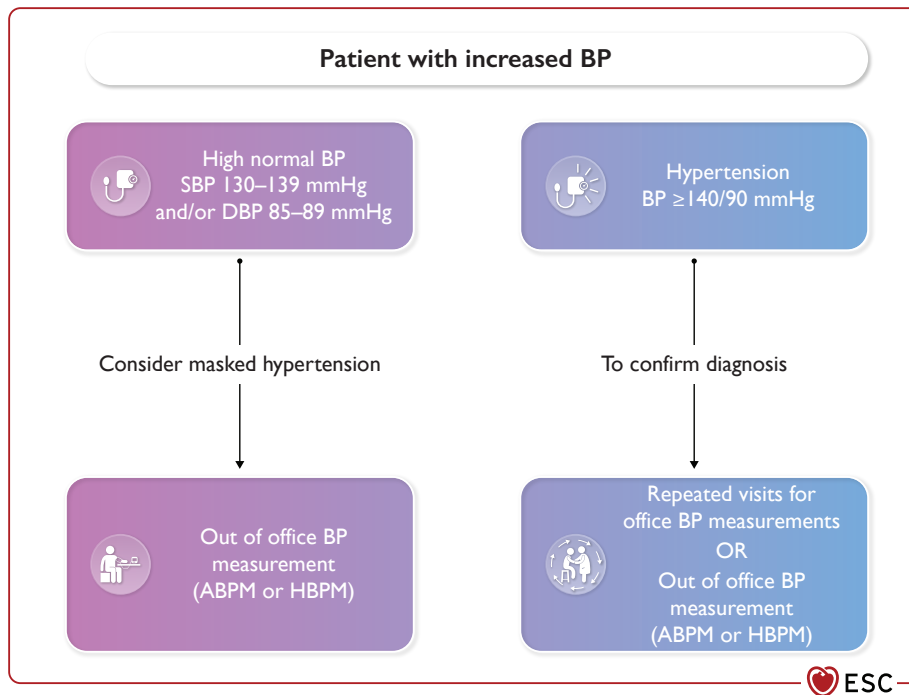 Patient with increased BP
High normal BP
SBP 130–139 mmHg
and/or DBP 85–89 mmHg
Hypertension
BP ≥140/90 mmHg
Consider masked hypertension
To confirm diagnosis
Out of office BP
measurement
(ABPM or HBPM)
Repeated visits for
office BP measurements
OR
Out of office BP
measurement
(ABPM or HBPM)
ESC